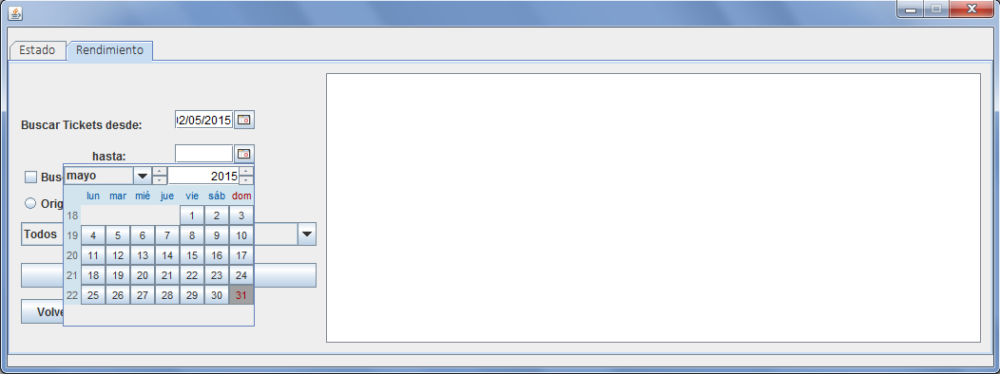 Estado Rendimiento
Buscar Tickets desde: 02/05/2015
hasta:
mayo 2015
Busc
lun mar mié jue vie sáb dom
Orig
18 1 2 3
Todos 19 4 5 6 7 8 9 10
20 11 12 13 14 15 16 17
21 18 19 20 21 22 23 24
22 25 26 27 28 29 30 31
Volve